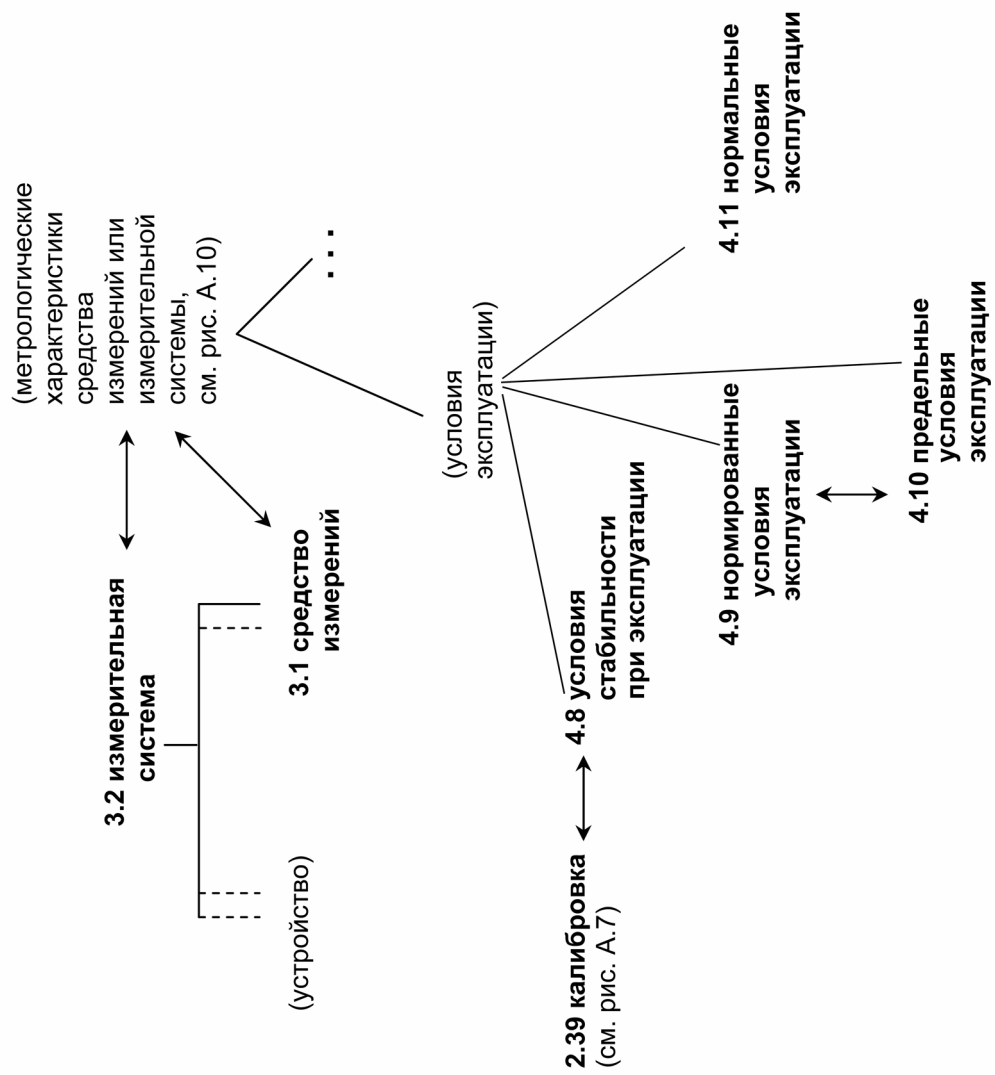 (метрологические
характеристики
средства
измерений или
измерительной
системы,
см. рис. А.10)
3.2 измерительная
система
(устройство)
3.1 средство
измерений
. . .
(условия
эксплуатации)
2.39 калибровка
(см. рис. А.7)
4.8 условия
стабильности
при эксплуатации
4.9 нормированные
условия
эксплуатации
4.10 предельные
условия
эксплуатации
4.11 нормальные
условия
эксплуатации